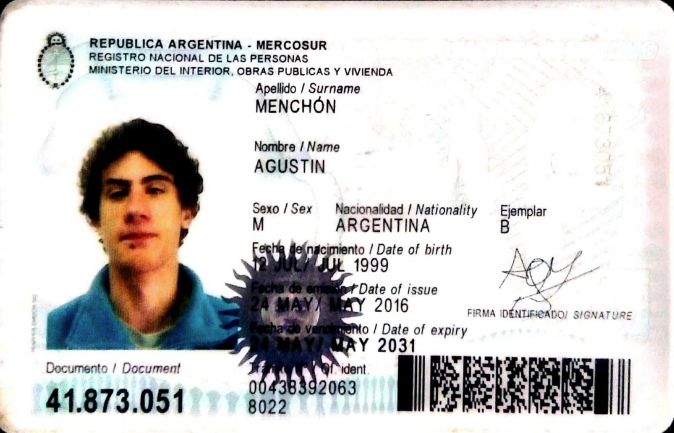 REPUBLICA ARGENTINA - MERCOSUR
REGISTRO NACIONAL DE LAS PERSONAS
MINISTERIO DEL INTERIOR, OBRAS PUBLICAS Y VIVIENDA
Apellido / Surname
MENCHÓN
Nombre / Name
AGUSTIN
Sexo / Sex Nacionalidad / Nationality Ejemplar
M ARGENTINA B
Fecha de nacimiento / Date of birth
12 JUL/ JUL 1999
Fecha de emisión / Date of issue
24 MAY/ MAY 2016
FIRMA IDENTIFICADO/ SIGNATURE
Fecha de vencimiento / Date of expiry
24 MAY/ MAY 2031
Documento / Document
Of. ident.
41.873.051
00438392063
8022